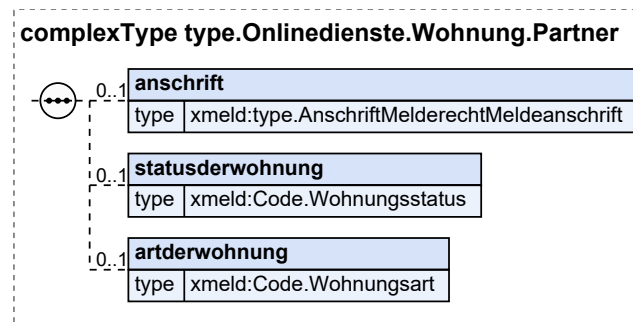 complexType type.Onlinedienste.Wohnung.Partner
0..1 anschrift
type xmeld:type.AnschriftMelderechtMeldeanschrift
0..1 statusderwohnung
type xmeld:Code.Wohnungsstatus
0..1 artderwohnung
type xmeld:Code.Wohnungsart